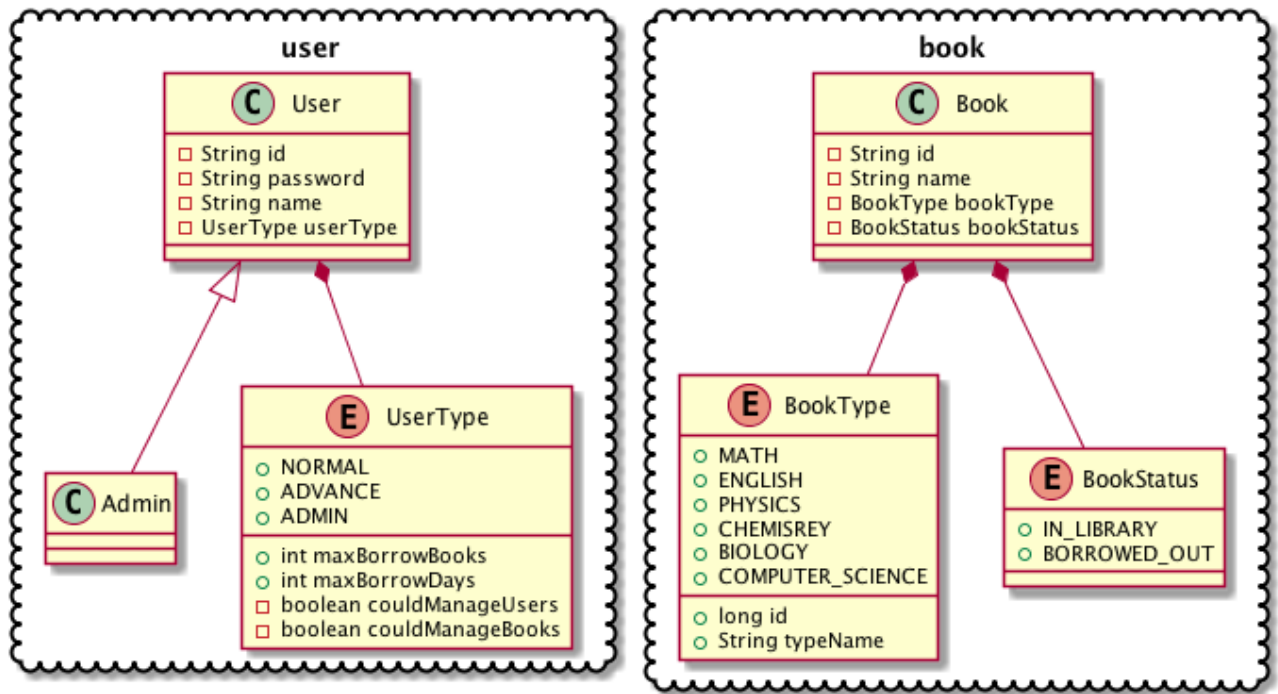 user
C User
String id
String password
String name
UserType userType
C Admin
E UserType
NORMAL
ADVANCE
ADMIN
int maxBorrowBooks
int maxBorrowDays
boolean couldManageUsers
boolean couldManageBooks
book
C Book
String id
String name
BookType bookType
BookStatus bookStatus
E BookType
MATH
ENGLISH
PHYSICS
CHEMISREY
BIOLOGY
COMPUTER_SCIENCE
long id
String typeName
E BookStatus
IN_LIBRARY
BORROWED_OUT